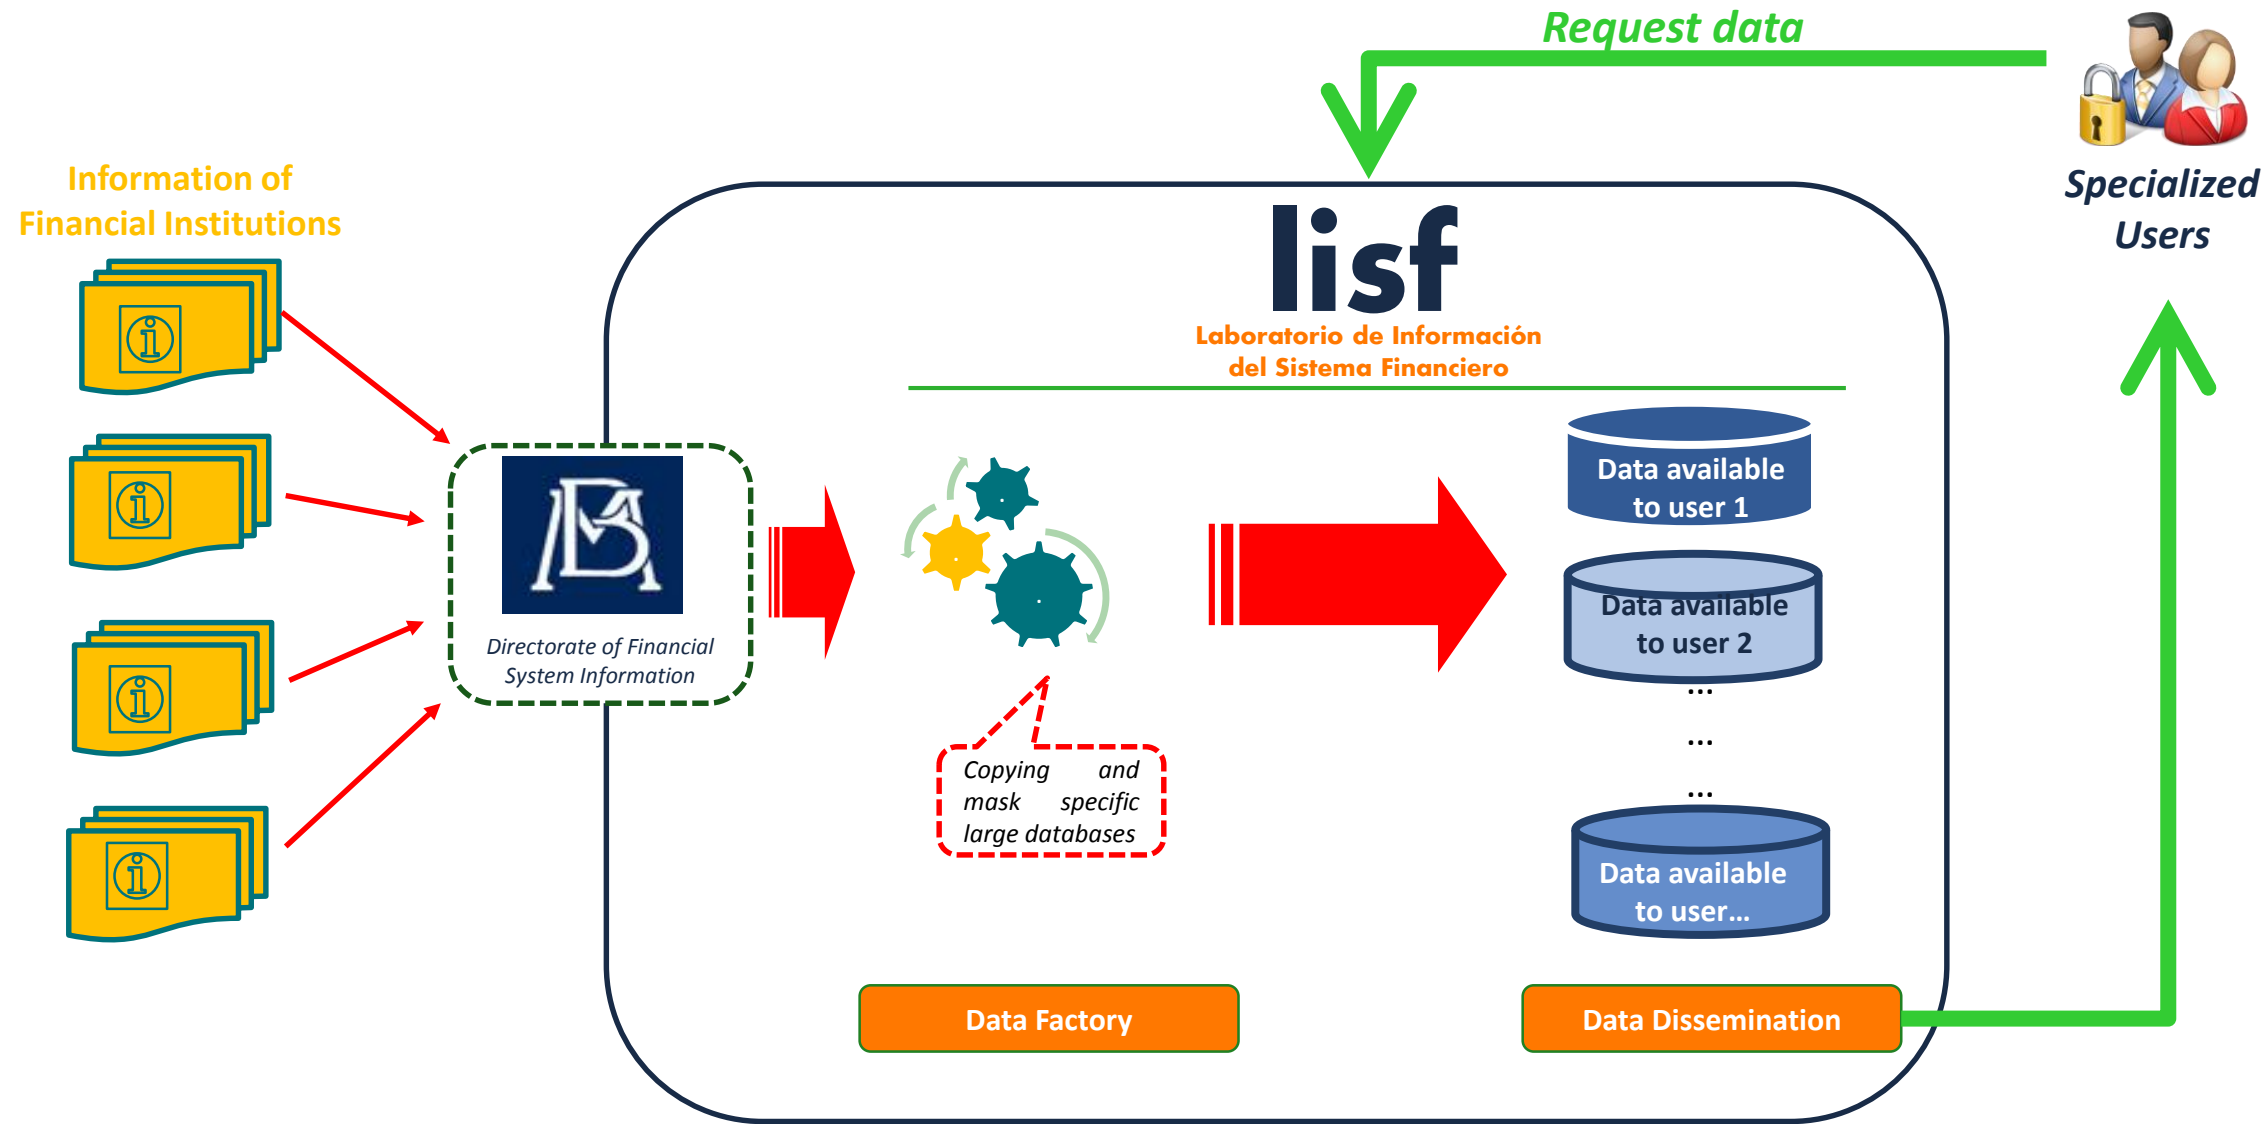 Request data
Information of
Financial Institutions
Specialized
Users
lisf
Laboratorio de Información
del Sistema Financiero
BM
Directorate of Financial
System Information
Copying and
mask specific
large databases
Data available
to user 1
Data available
to user 2
...
...
...
Data available
to user...
Data Factory
Data Dissemination